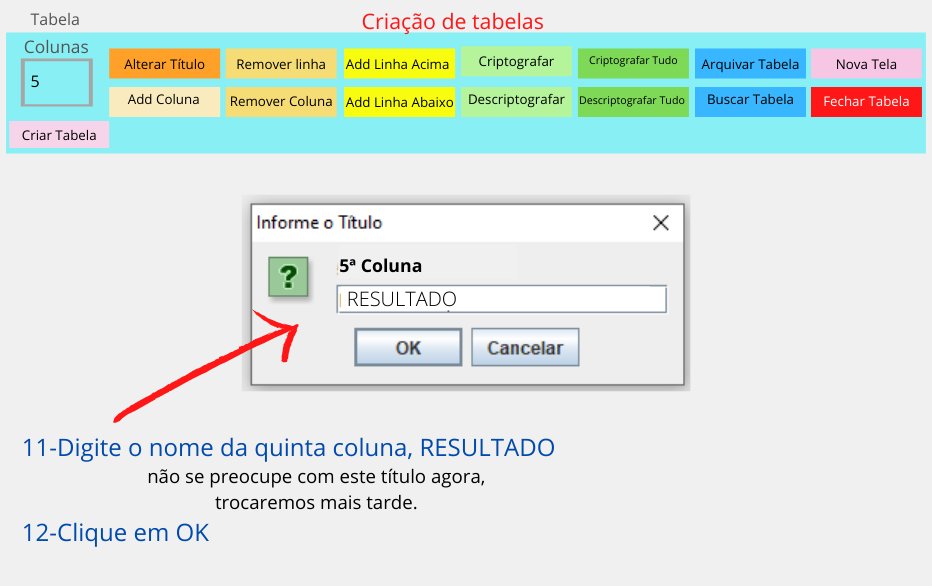 Tabela
Criação de tabelas
Colunas
5
Alterar Título
Remover linha
Add Linha Acima
Criptografar
Criptografar Tudo
Arquivar Tabela
Nova Tela
Add Coluna
Remover Coluna
Add Linha Abaixo
Descriptografar
Descriptografar Tudo
Buscar Tabela
Fechar Tabela
Criar Tabela
Informe o Título
?
5ª Coluna
RESULTADO
OK
Cancelar
11-Digite o nome da quinta coluna, RESULTADO
não se preocupe com este título agora,
trocaremos mais tarde.
12-Clique em OK